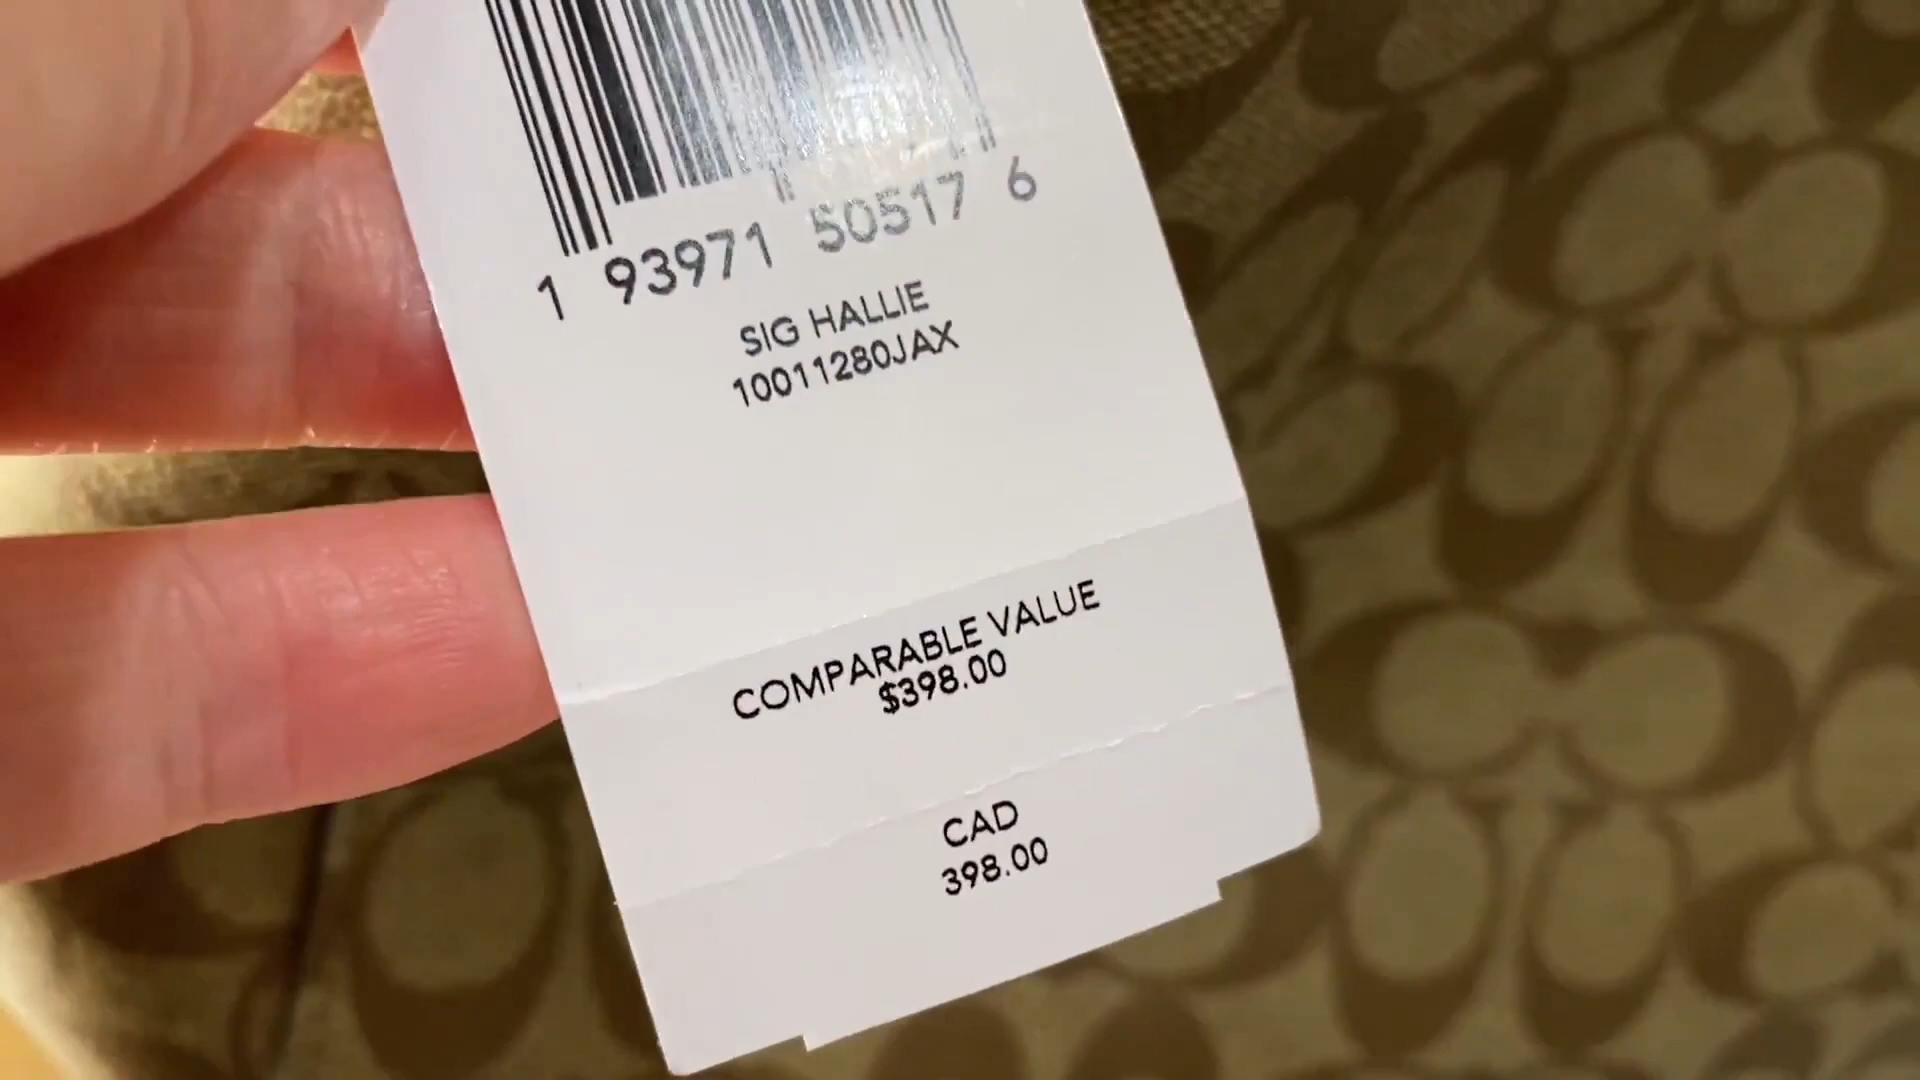 1 93971 50517 6
SIG HALLIE
10011280JAX
COMPARABLE VALUE
$398.00
CAD
398.00